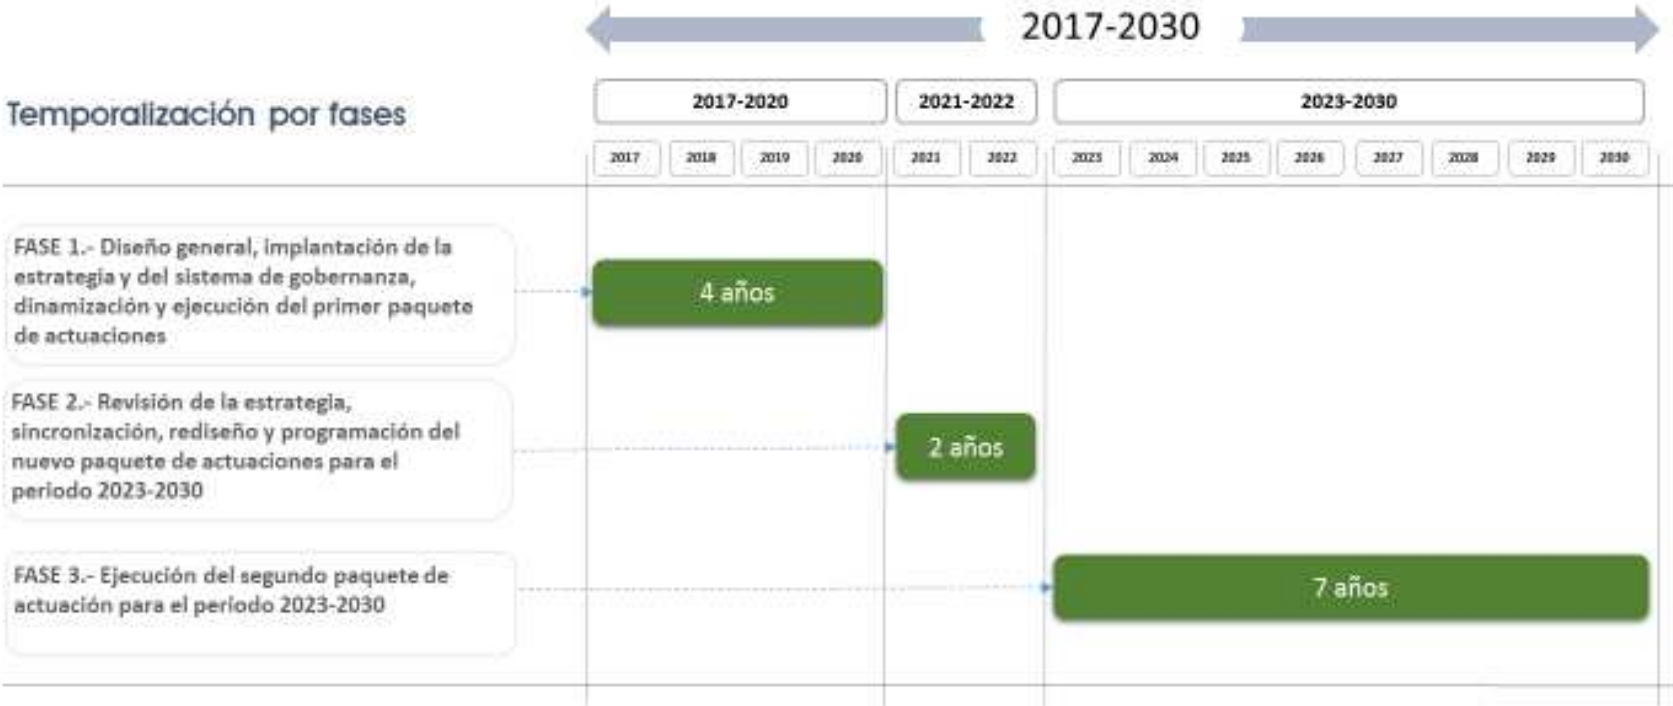 2017-2030
Temporalización por fases
2017-2020 2021-2022 2023-2030
2017 2018 2019 2020 2021 2022 2023 2024 2025 2026 2027 2028 2029 2030
FASE 1.- Diseño general, implantación de la
estrategia y del sistema de gobernanza,
dinamización y ejecución del primer paquete
de actuaciones
4 años
FASE 2.- Revisión de la estrategia,
sincronización, rediseño y programación del
nuevo paquete de actuaciones para el
periodo 2023-2030
2 años
FASE 3.- Ejecución del segundo paquete de
actuación para el periodo 2023-2030
7 años